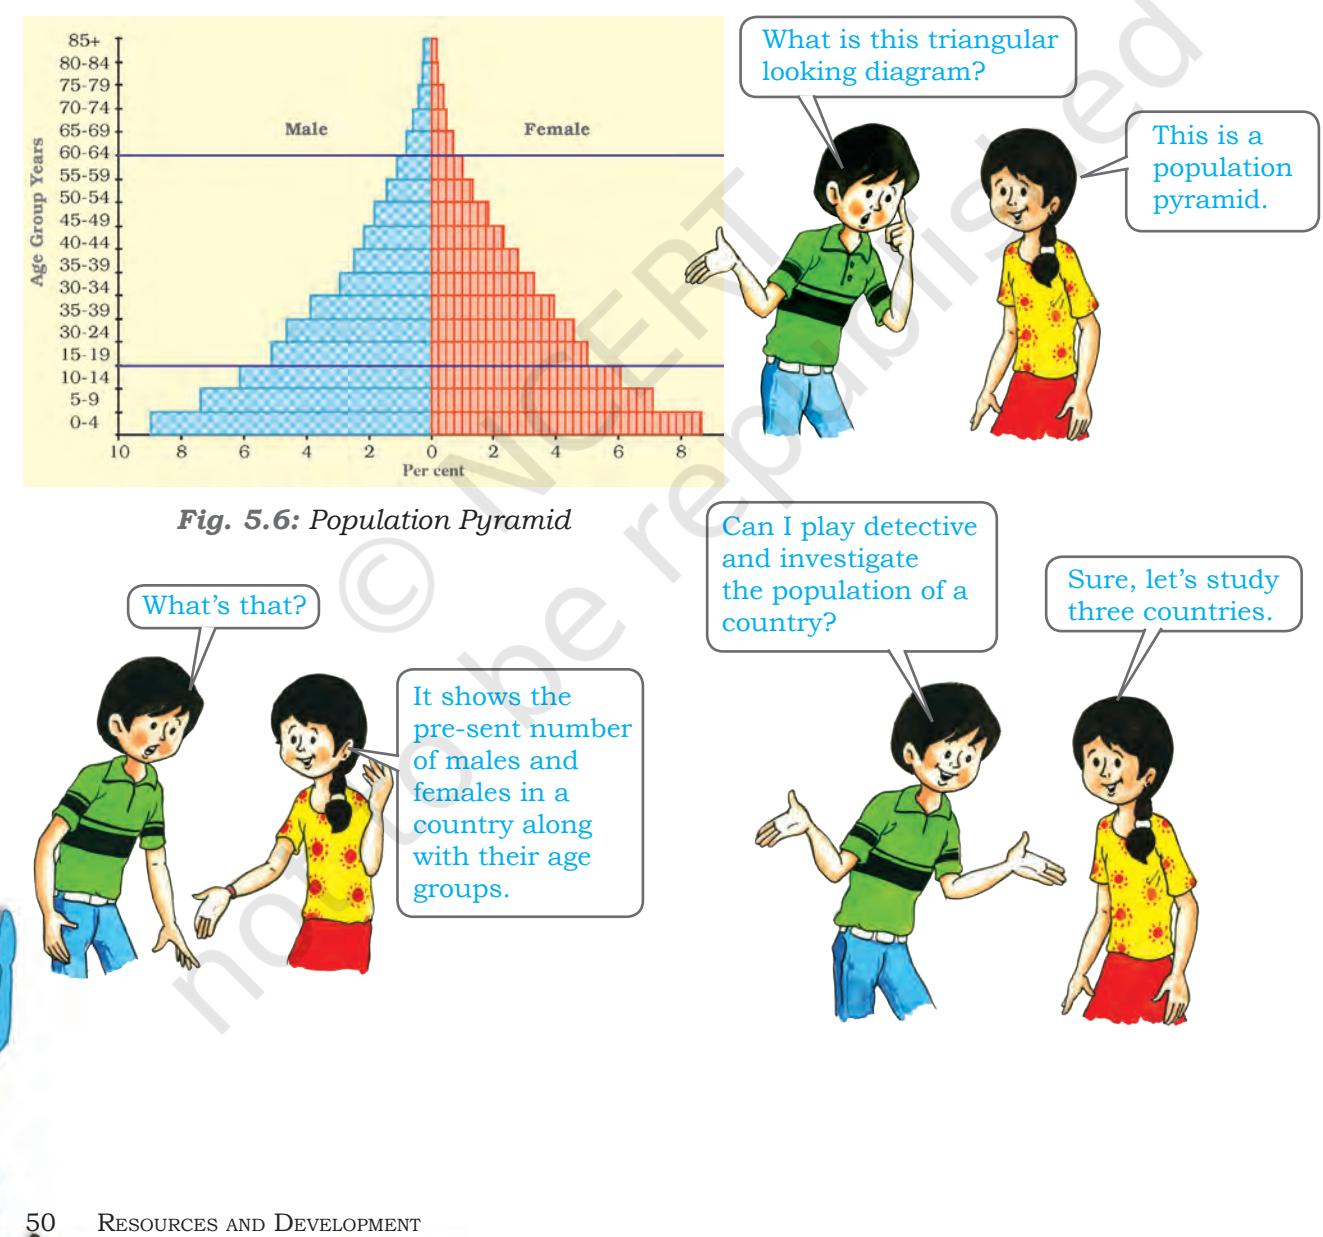 85+
80-84
75-79
70-74
65-69
60-64
55-59
50-54
45-49
40-44
35-39
30-34
35-39
30-24
15-19
10-14
5-9
0-4
Age Group Years
Male
Female
10 8 6 4 2 0 2 4 6 8
Per cent
Fig. 5.6: Population Pyramid
What is this triangular
looking diagram?
This is a
population
pyramid.
What's that?
It shows the
pre-sent number
of males and
females in a
country along
with their age
groups.
Can I play detective
and investigate
the population of a
country?
Sure, let's study
three countries.
© NCERT
not to be republished
50 RESOURCES AND DEVELOPMENT